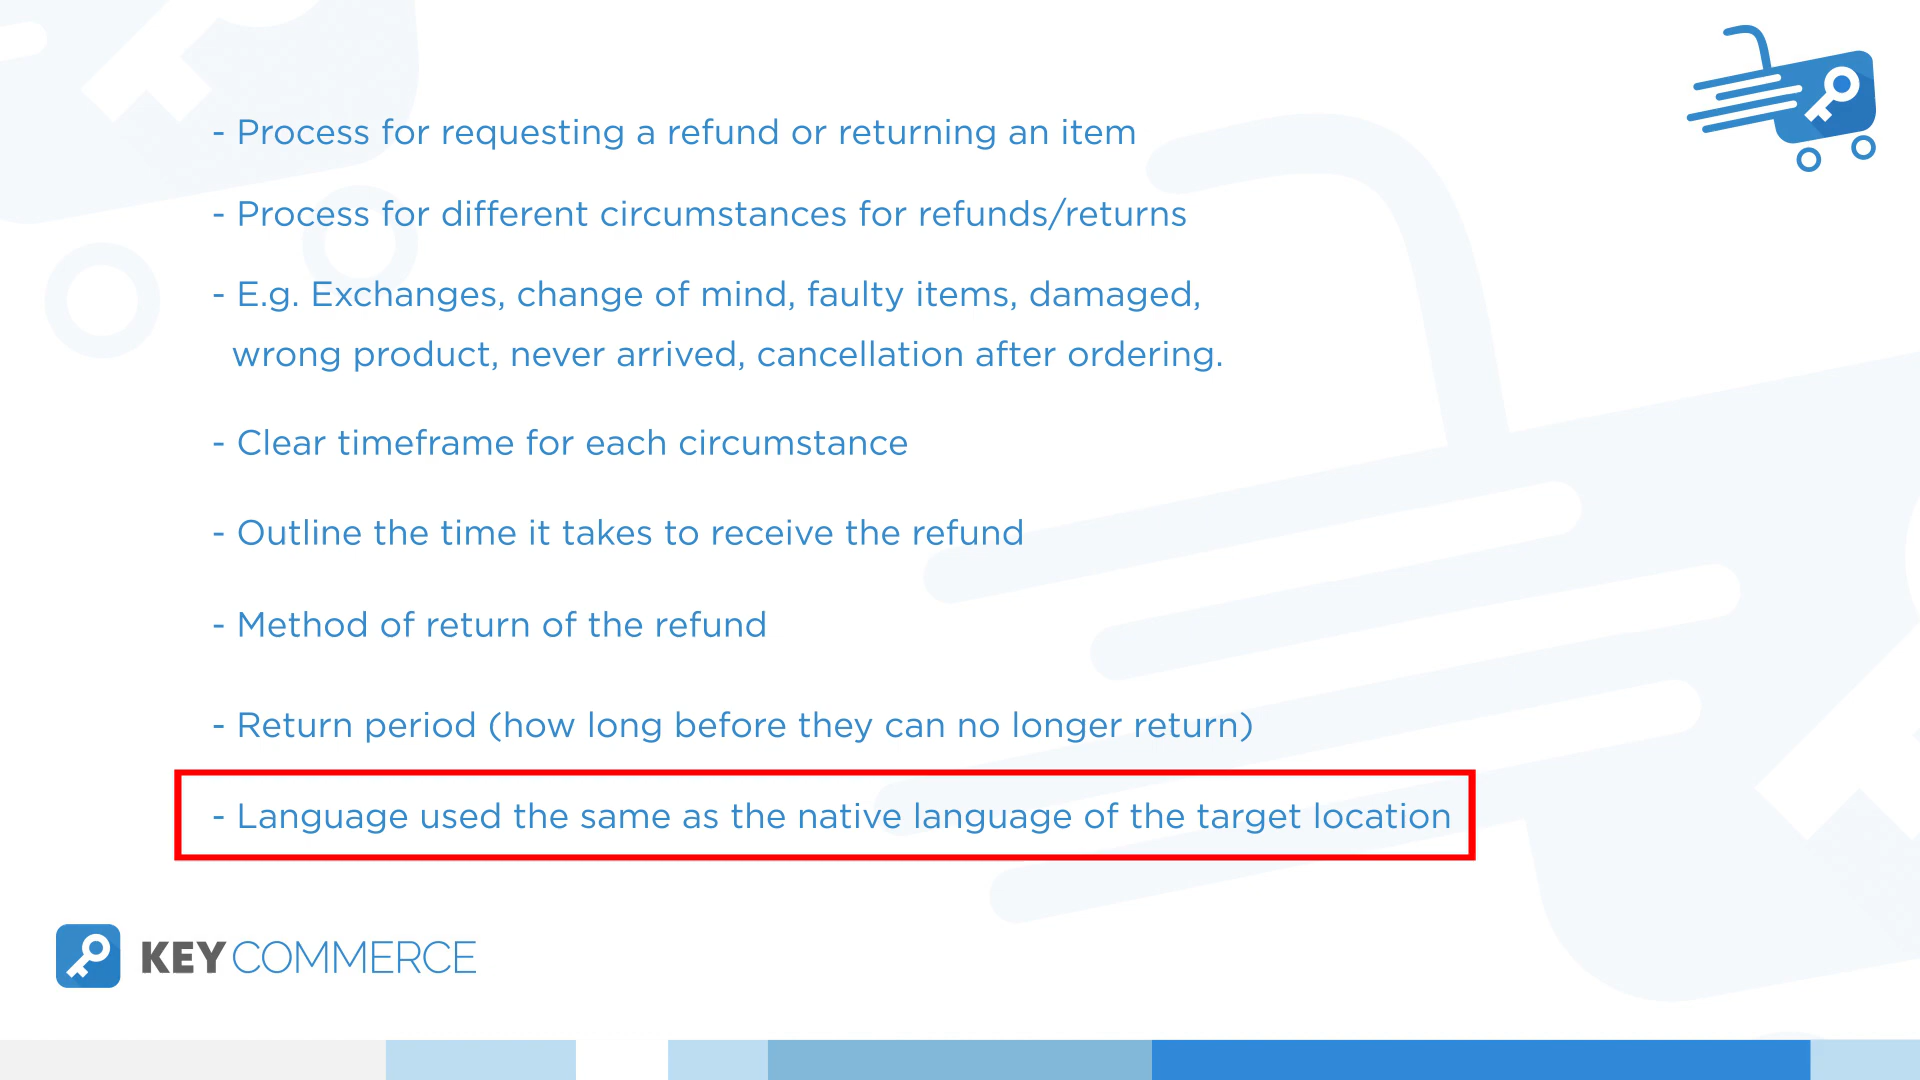 - Process for requesting a refund or returning an item
- Process for different circumstances for refunds/returns
- E.g. Exchanges, change of mind, faulty items, damaged,
wrong product, never arrived, cancellation after ordering.
- Clear timeframe for each circumstance
- Outline the time it takes to receive the refund
- Method of return of the refund
- Return period (how long before they can no longer return)
- Language used the same as the native language of the target location
KEY COMMERCE